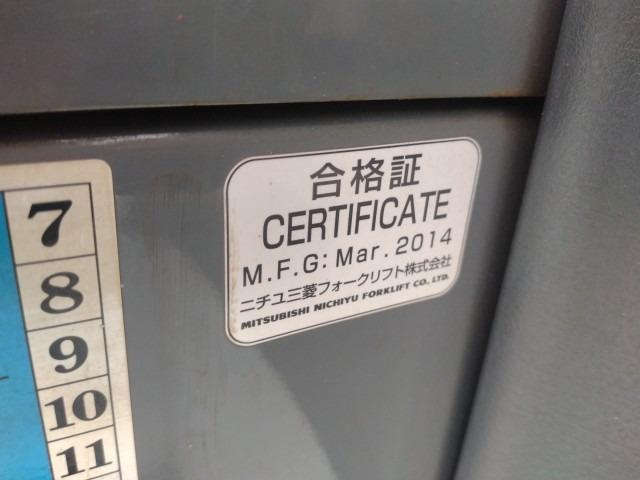 合格証
CERTIFICATE
M.F.G: Mar. 2014
ニチユ三菱フォークリフト株式会社
MITSUBISHI NICHIYU FORKLIFT CO., LTD.
7
8
9
10
11